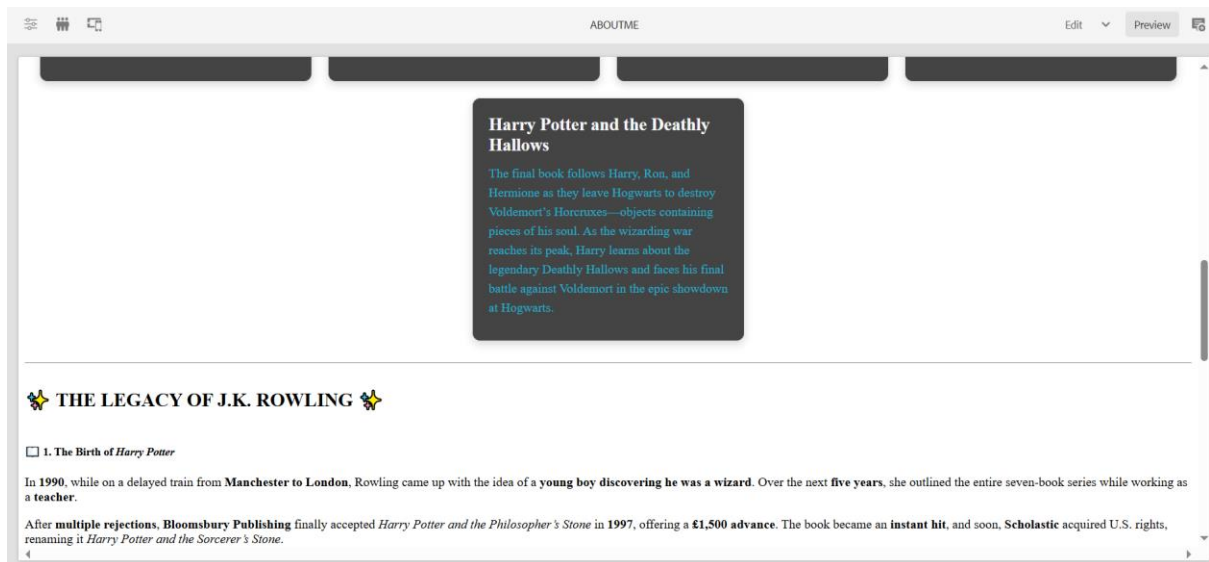 ABOUTME
Edit
Preview
Harry Potter and the Deathly
Hallows
The final book follows Harry, Ron, and
Hermione as they leave Hogwarts to destroy
Voldemort's Horcruxes—objects containing
pieces of his soul. As the wizarding war
reaches its peak, Harry learns about the
legendary Deathly Hallows and faces his final
battle against Voldemort in the epic showdown
at Hogwarts.
✨ THE LEGACY OF J.K. ROWLING ✨
📖 1. The Birth of Harry Potter
In 1990, while on a delayed train from Manchester to London, Rowling came up with the idea of a young boy discovering he was a wizard. Over the next five years, she outlined the entire seven-book series while working as
a teacher.
After multiple rejections, Bloomsbury Publishing finally accepted Harry Potter and the Philosopher's Stone in 1997, offering a £1,500 advance. The book became an instant hit, and soon, Scholastic acquired U.S. rights,
renaming it Harry Potter and the Sorcerer's Stone.